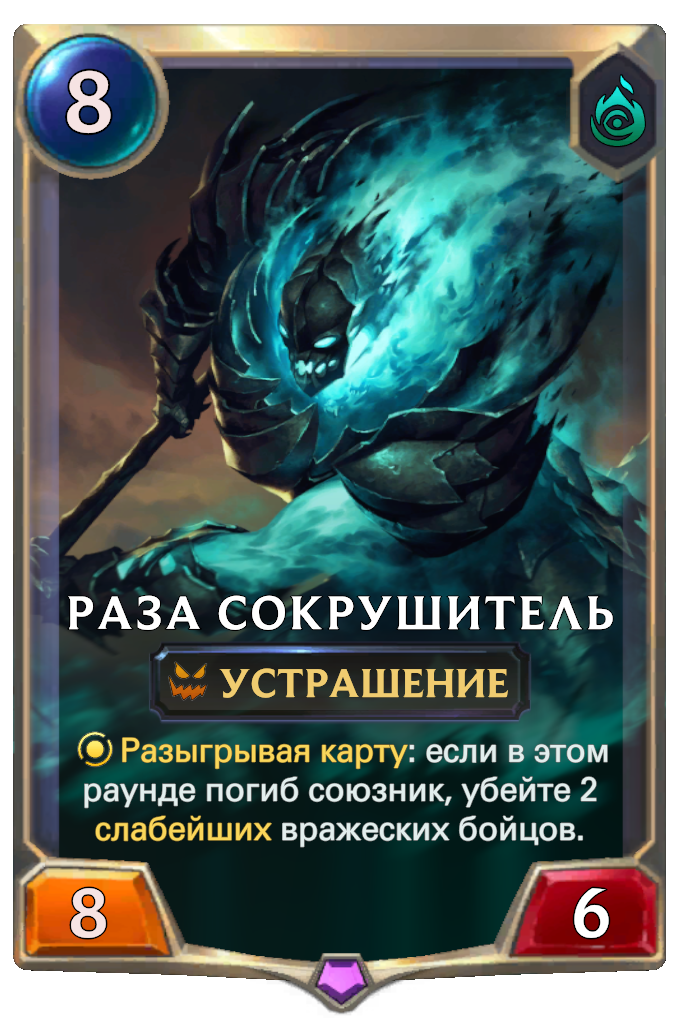 8
РАЗА СОКРУШИТЕЛЬ
УСТРАШЕНИЕ
Разыгрывая карту: если в этом
раунде погиб союзник, убейте 2
слабейших вражеских бойцов.
8
6